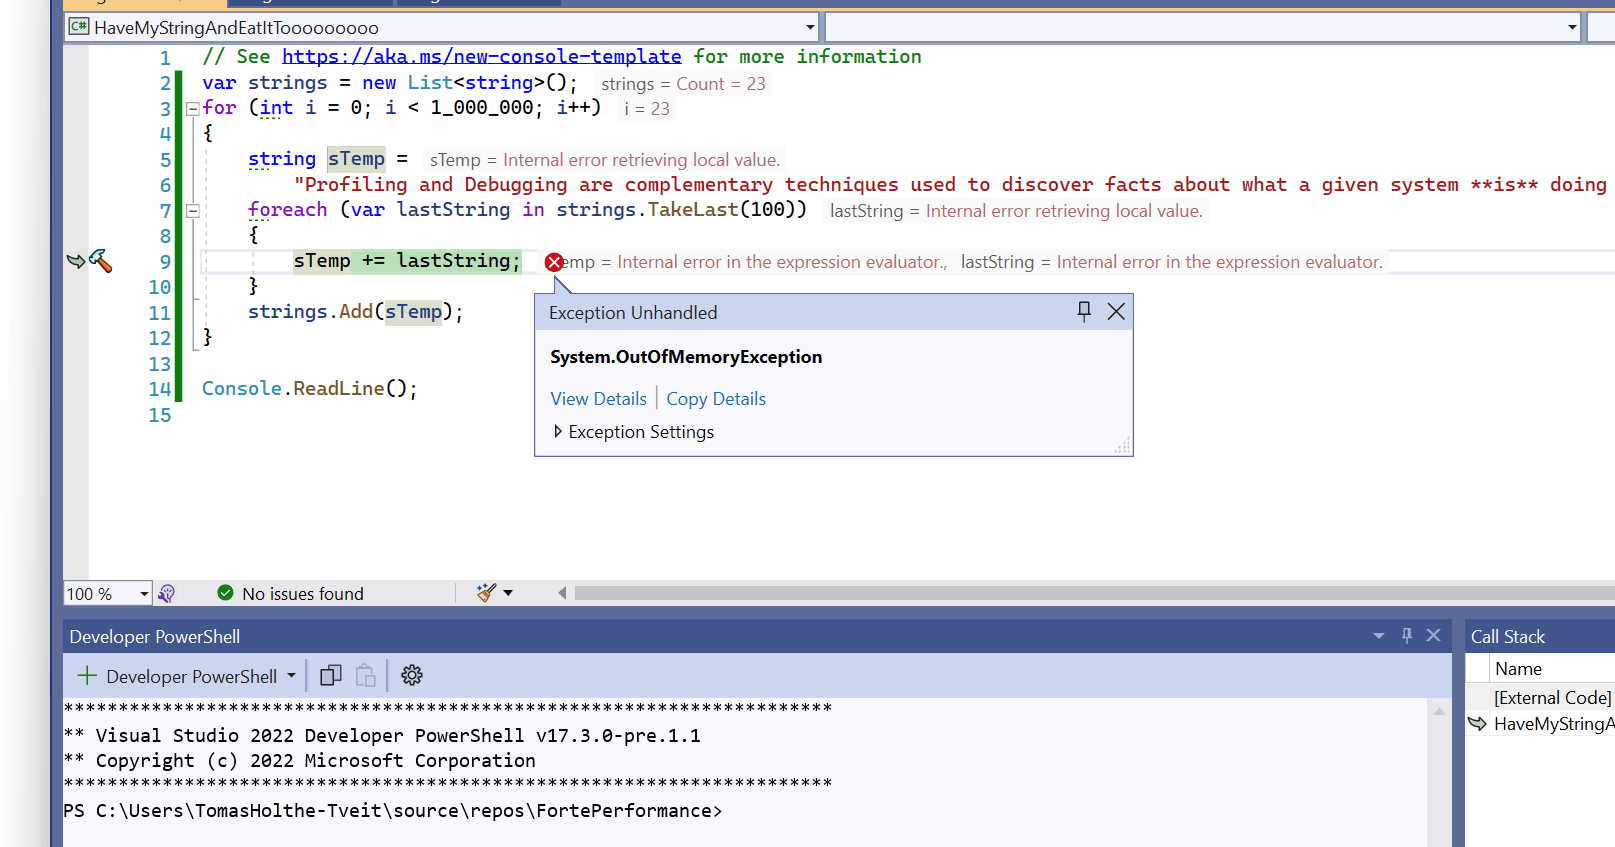 C# HaveMyStringAndEatItTooooooooo
1 // See https://aka.ms/new-console-template for more information
2 var strings = new List<string>(); strings = Count = 23
3 for (int i = 0; i < 1_000_000; i++) i = 23
4 {
5 string sTemp = sTemp = Internal error retrieving local value.
6 "Profiling and Debugging are complementary techniques used to discover facts about what a given system **is** doing
7 foreach (var lastString in strings.TakeLast(100)) lastString = Internal error retrieving local value.
8 {
9 sTemp += lastString; emp = Internal error in the expression evaluator., lastString = Internal error in the expression evaluator.
10 }
11 strings.Add(sTemp);
12 }
13
14 Console.ReadLine();
15
Exception Unhandled
System.OutOfMemoryException
View Details | Copy Details
Exception Settings
100 % No issues found
Developer PowerShell
Developer PowerShell
**********************************************************************
** Visual Studio 2022 Developer PowerShell v17.3.0-pre.1.1
** Copyright (c) 2022 Microsoft Corporation
**********************************************************************
PS C:\Users\TomasHolthe-Tveit\source\repos\FortePerformance>
Call Stack
Name
[External Code]
HaveMyStringA